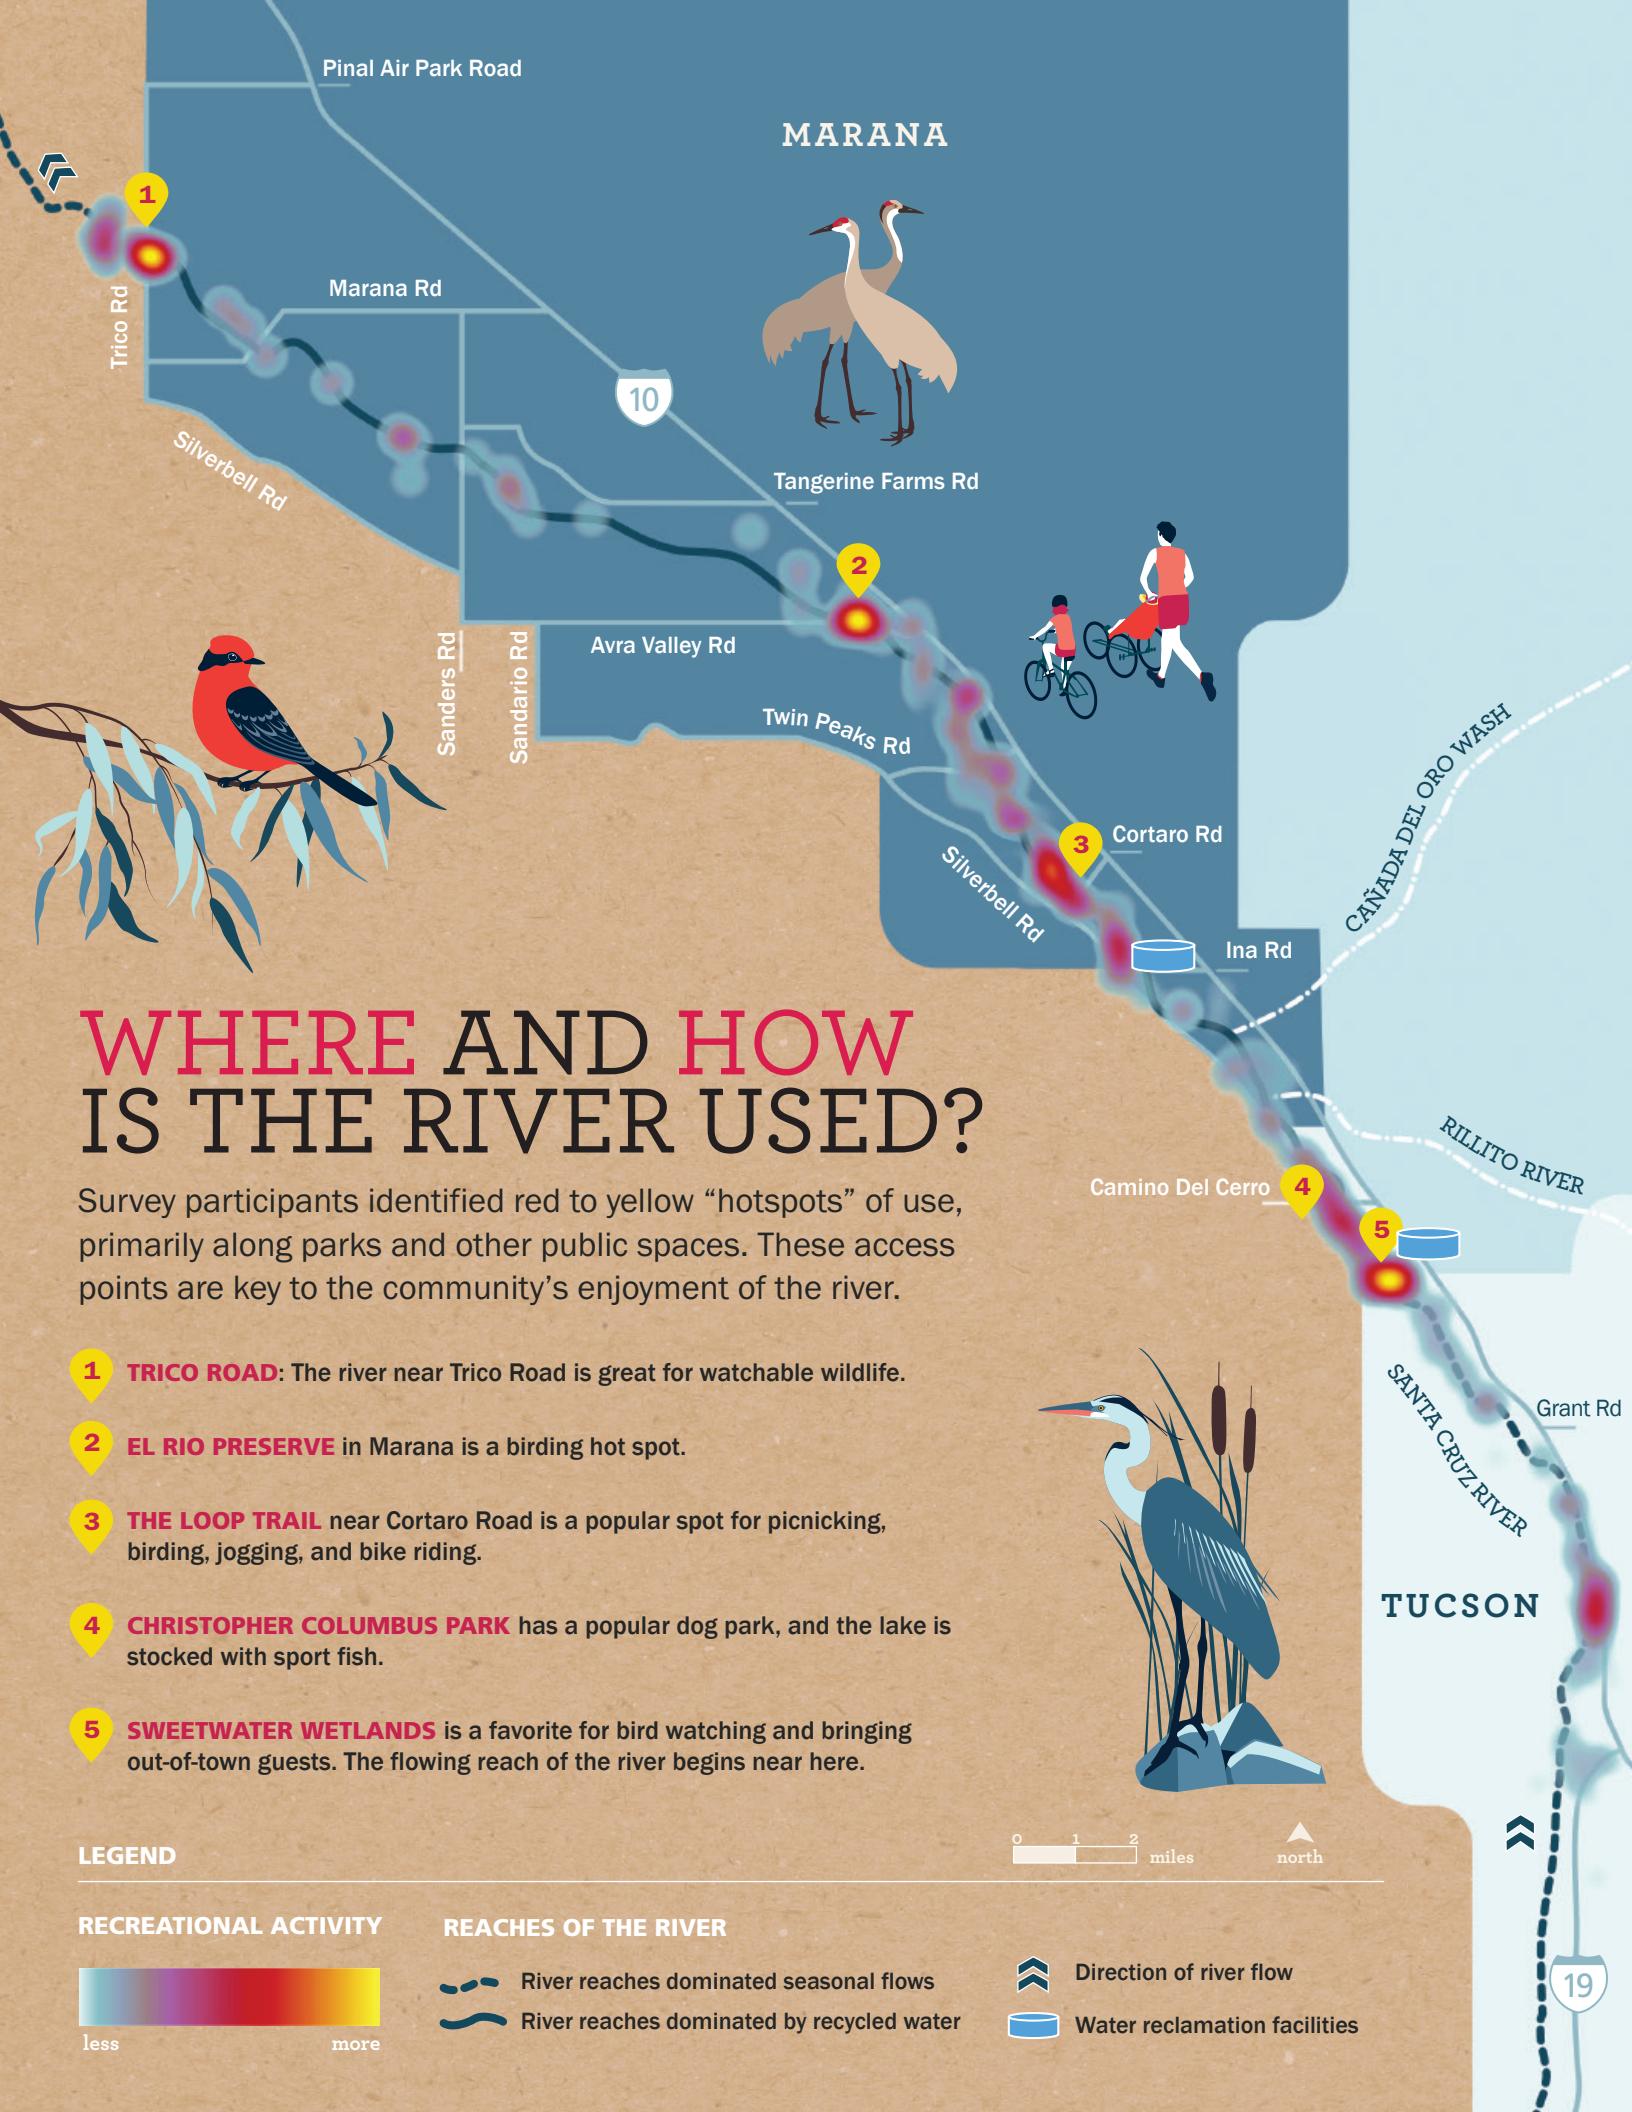 Pinal Air Park Road
MARANA
1
Trico Rd
Marana Rd
10
Silverbell Rd
Tangerine Farms Rd
2
Sanders Rd
Sandario Rd
Avra Valley Rd
Twin Peaks Rd
CAÑADA DEL ORO WASH
3
Cortaro Rd
Silverbell Rd
Ina Rd
WHERE AND HOW
IS THE RIVER USED?
Survey participants identified red to yellow “hotspots” of use,
primarily along parks and other public spaces. These access
points are key to the community’s enjoyment of the river.
RILLITO RIVER
Camino Del Cerro
4
5
SANTA CRUZ RIVER
Grant Rd
TUCSON
1 TRICO ROAD: The river near Trico Road is great for watchable wildlife.
2 EL RIO PRESERVE in Marana is a birding hot spot.
3 THE LOOP TRAIL near Cortaro Road is a popular spot for picnicking,
birding, jogging, and bike riding.
4 CHRISTOPHER COLUMBUS PARK has a popular dog park, and the lake is
stocked with sport fish.
5 SWEETWATER WETLANDS is a favorite for bird watching and bringing
out-of-town guests. The flowing reach of the river begins near here.
0 1 2
miles
north
LEGEND
RECREATIONAL ACTIVITY
less more
REACHES OF THE RIVER
River reaches dominated seasonal flows
River reaches dominated by recycled water
Direction of river flow
Water reclamation facilities
19